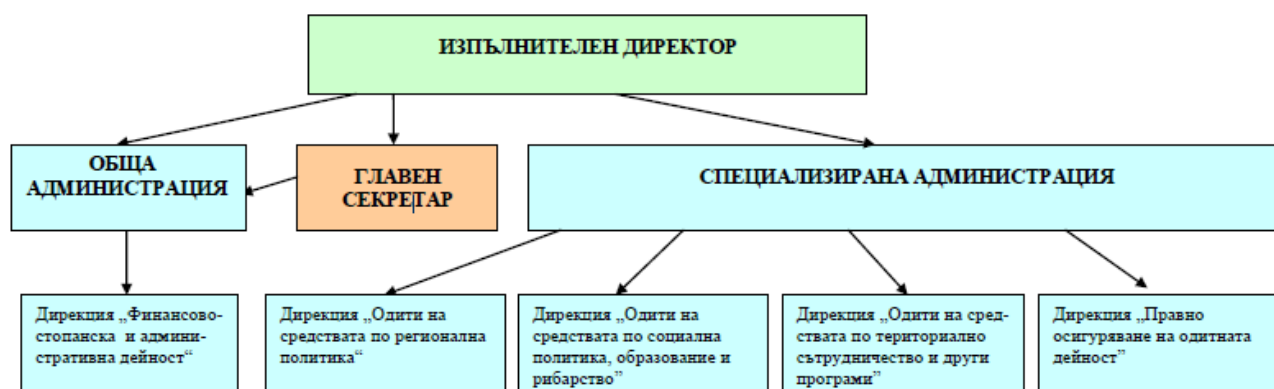 ИЗПЪЛНИТЕЛЕН ДИРЕКТОР
ОБЩА
АДМИНИСТРАЦИЯ
ГЛАВЕН
СЕКРЕТАР
СПЕЦИАЛИЗИРАНА АДМИНИСТРАЦИЯ
Дирекция „Финансово-
стопанска и админи-
стративна дейност“
Дирекция „Одити на
средствата по регионална
политика“
Дирекция „Одити на
средствата по социална
политика, образование и
рибарство”
Дирекция „Одити на сред-
ствата по териториално
сътрудничество и други
програми”
Дирекция „Правно
осигуряване на одитната
дейност”